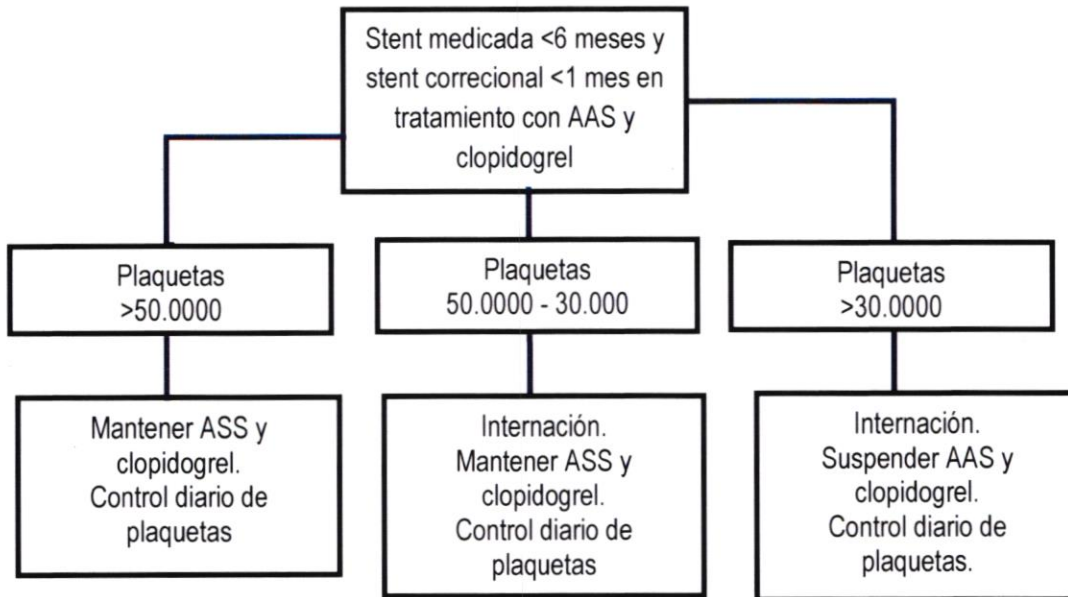 Stent medicada <6 meses y
stent correcional <1 mes en
tratamiento con AAS y
clopidogrel
Plaquetas
>50.0000
Plaquetas
50.0000 - 30.000
Plaquetas
>30.0000
Mantener ASS y
clopidogrel.
Control diario de
plaquetas
Internación.
Mantener ASS y
clopidogrel.
Control diario de
plaquetas
Internación.
Suspender AAS y
clopidogrel.
Control diario de
plaquetas.